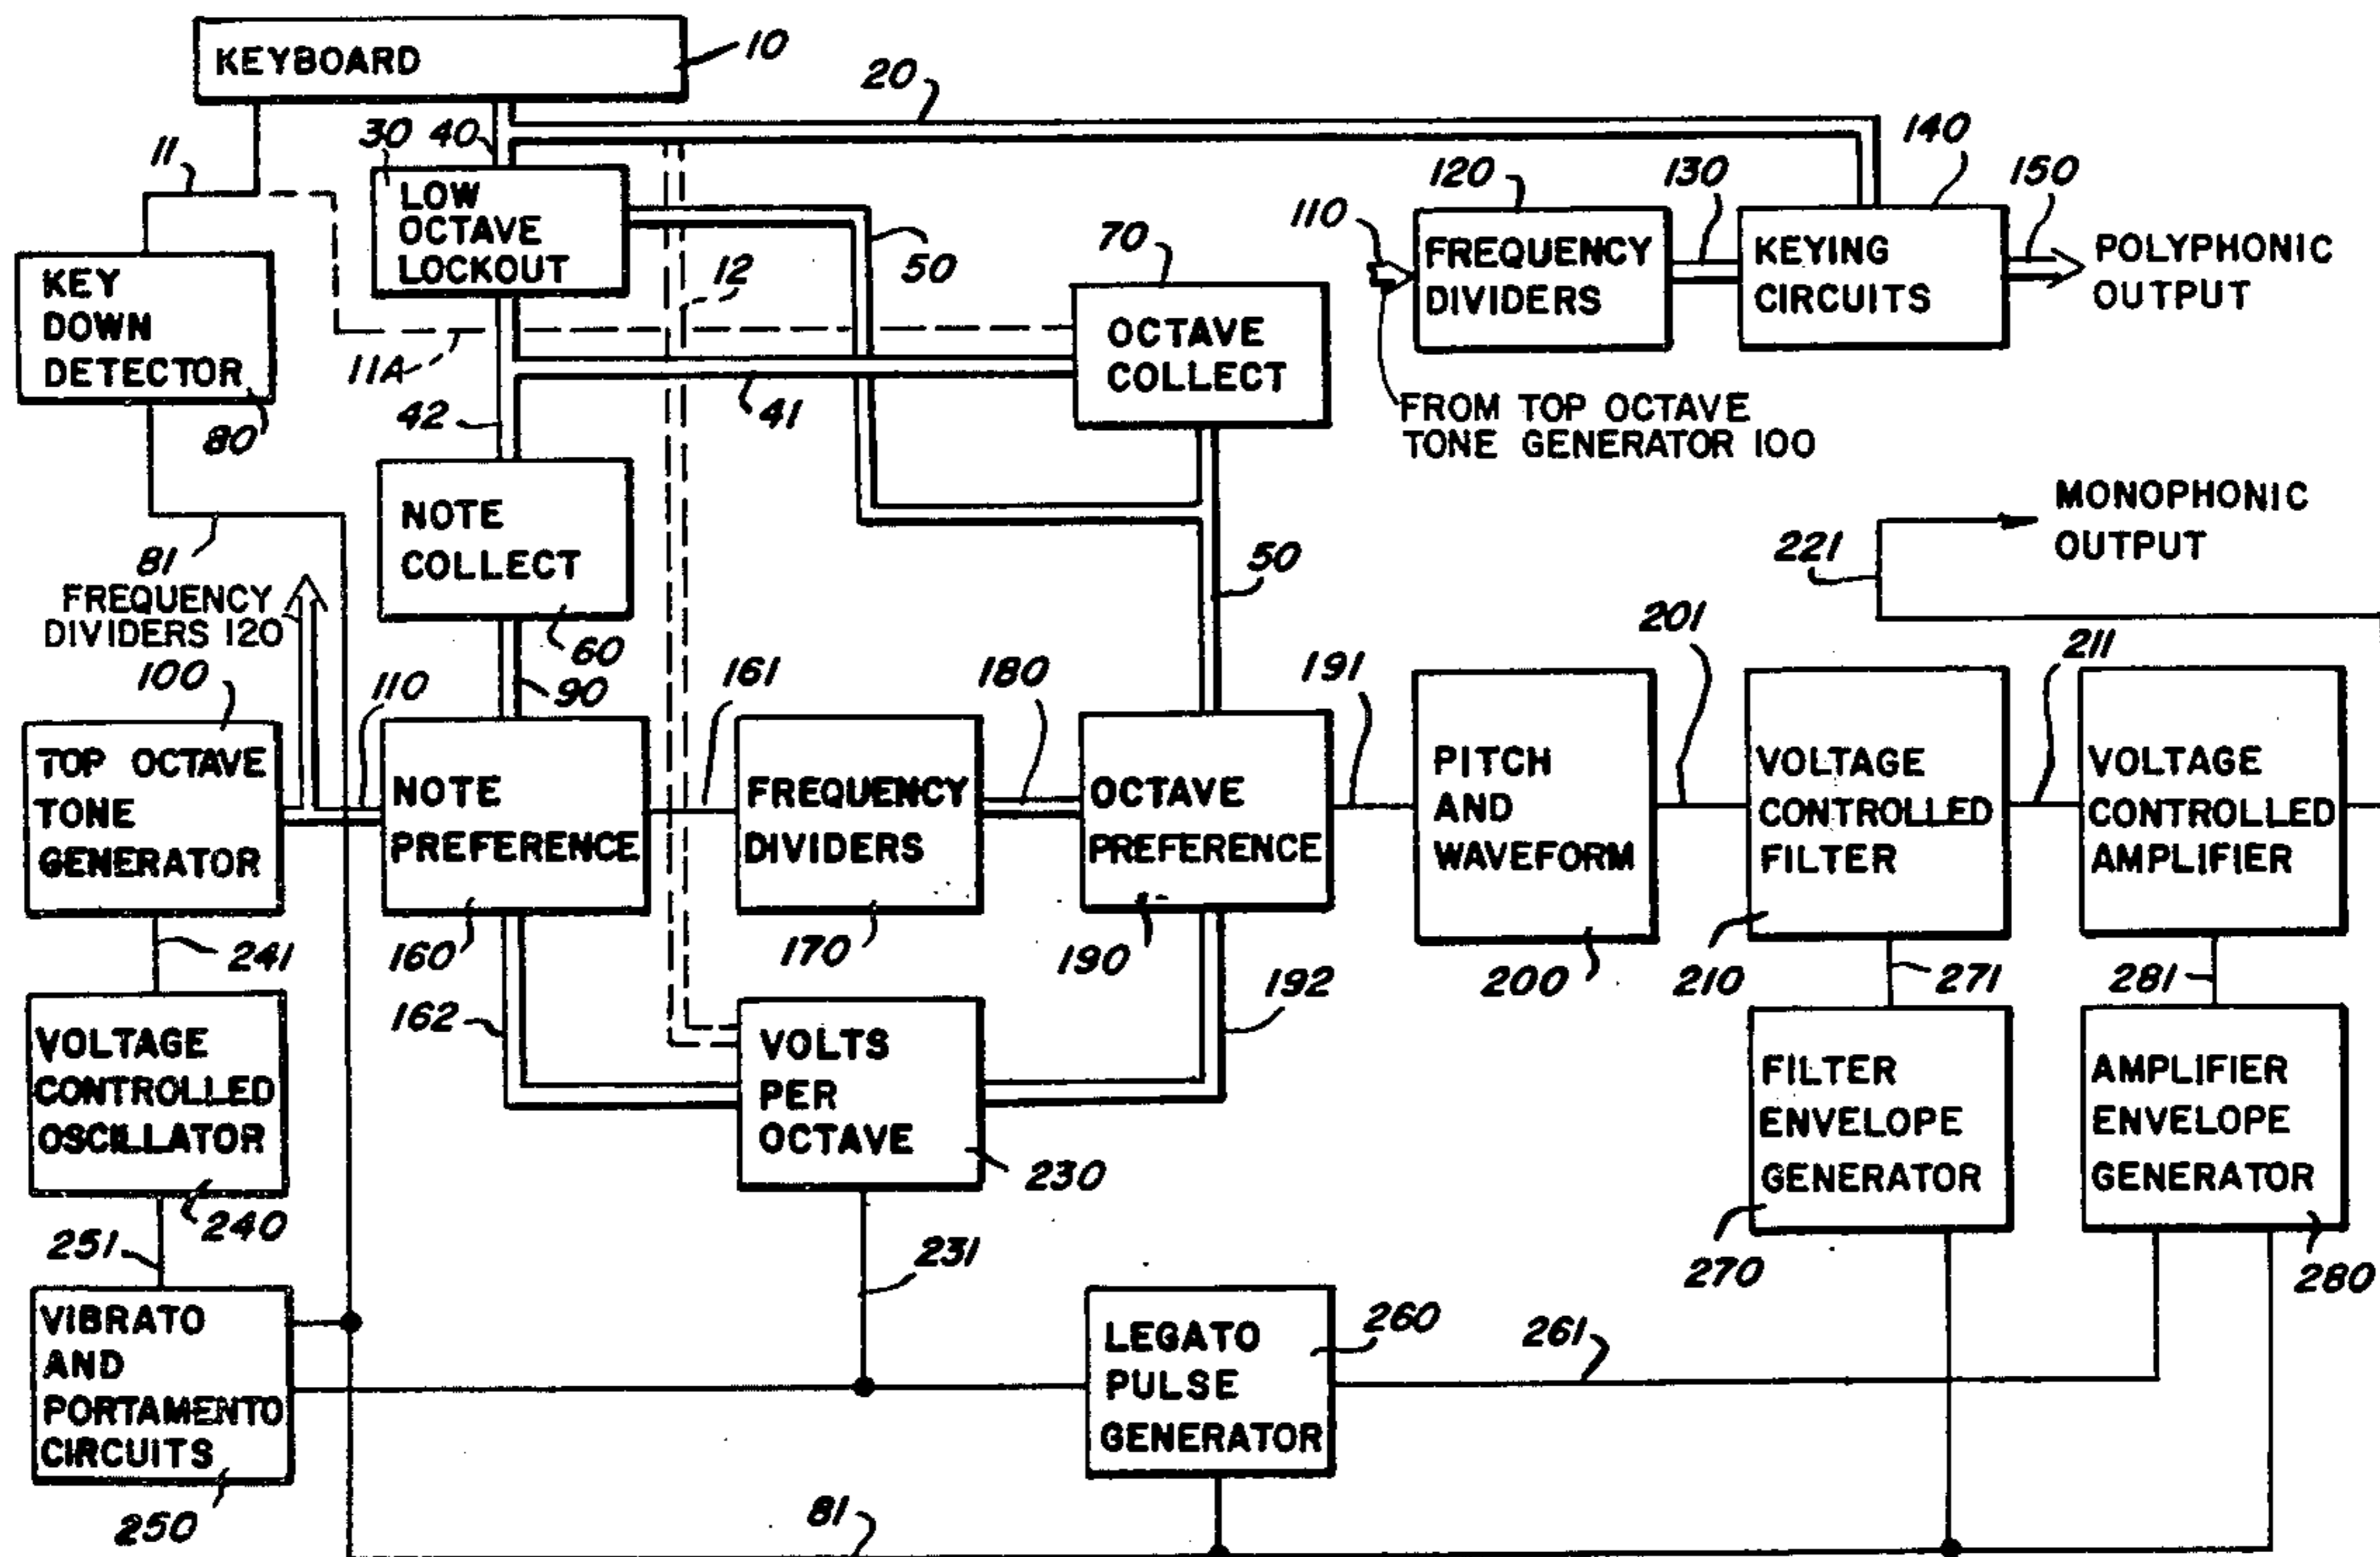 KEYBOARD
10
20
30
40
11
140
LOW
OCTAVE
LOCKOUT
120
130
150
110
50
70
12
KEY
DOWN
DETECTOR
80
FREQUENCY
DIVIDERS
KEYING
CIRCUITS
POLYPHONIC
OUTPUT
OCTAVE
COLLECT
11A
41
42
FROM TOP OCTAVE
TONE GENERATOR 100
NOTE
COLLECT
60
MONOPHONIC
OUTPUT
221
81
FREQUENCY
DIVIDERS 120
50
100
110
90
161
180
191
201
211
TOP OCTAVE
TONE
GENERATOR
NOTE
PREFERENCE
FREQUENCY
DIVIDERS
OCTAVE
PREFERENCE
PITCH
AND
WAVEFORM
VOLTAGE
CONTROLLED
FILTER
VOLTAGE
CONTROLLED
AMPLIFIER
241
160
170
190
200
210
271
281
162
192
VOLTAGE
CONTROLLED
OSCILLATOR
240
VOLTS
PER
OCTAVE
230
FILTER
ENVELOPE
GENERATOR
270
AMPLIFIER
ENVELOPE
GENERATOR
280
251
231
VIBRATO
AND
PORTAMENTO
CIRCUITS
250
LEGATO
PULSE
GENERATOR
260
261
81